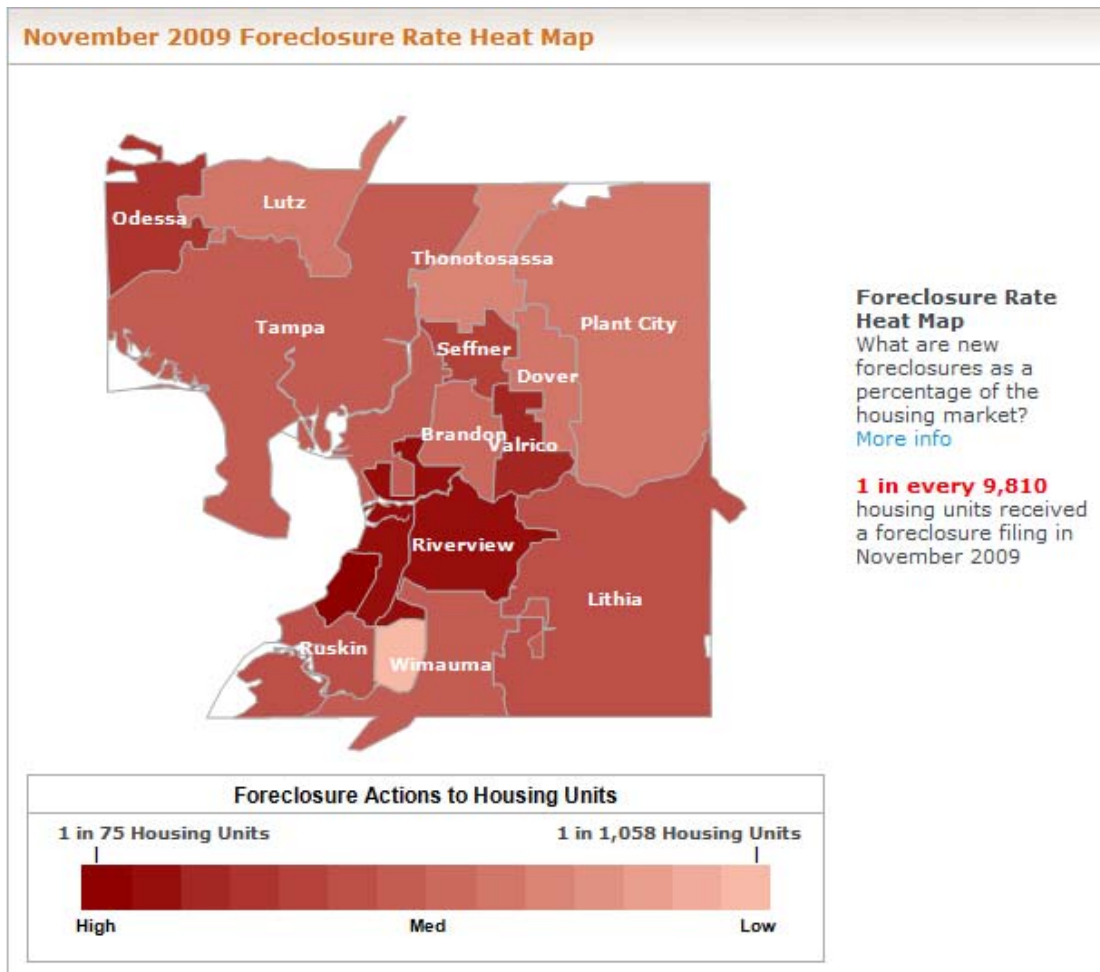 November 2009 Foreclosure Rate Heat Map
Odessa
Lutz
Thonotosassa
Tampa
Plant City
Seffner
Dover
Brandon
Valrico
Riverview
Lithia
Ruskin
Wimauma
Foreclosure Rate
Heat Map
What are new
foreclosures as a
percentage of the
housing market?
More info
1 in every 9,810
housing units received
a foreclosure filing in
November 2009
Foreclosure Actions to Housing Units
1 in 75 Housing Units
1 in 1,058 Housing Units
High
Med
Low